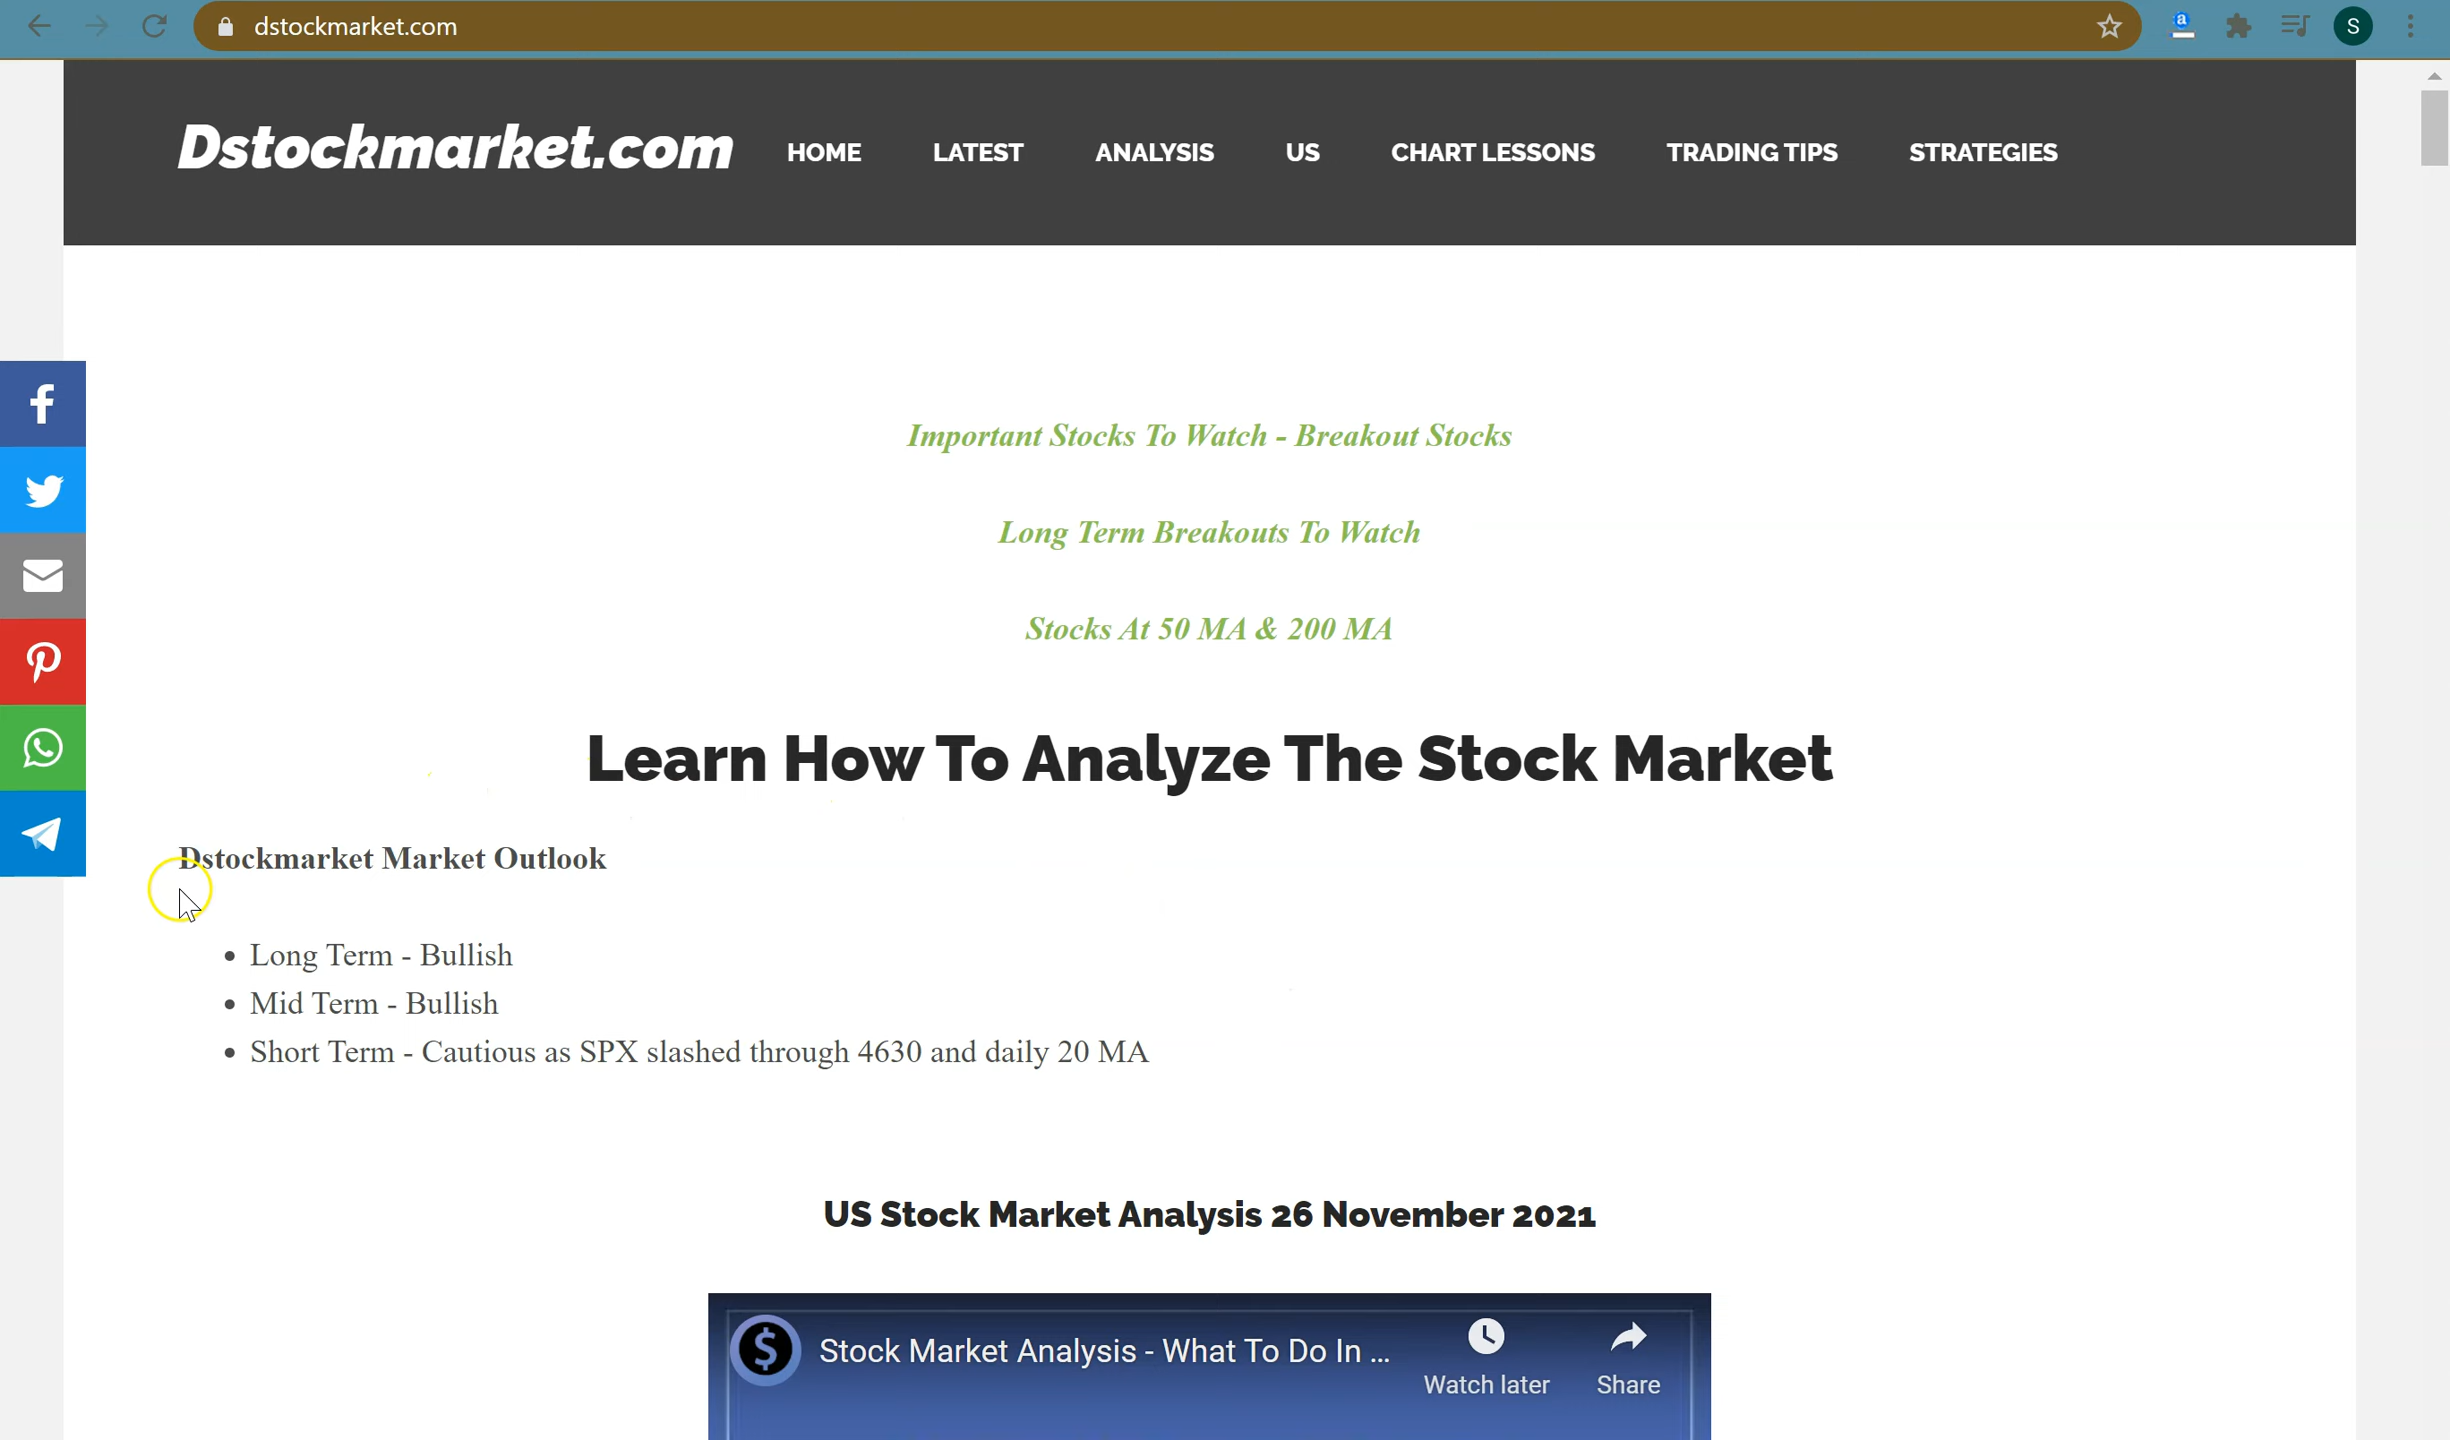 dstockmarket.com
a
S
Dstockmarket.com
HOME LATEST ANALYSIS US CHART LESSONS TRADING TIPS STRATEGIES
Important Stocks To Watch - Breakout Stocks
Long Term Breakouts To Watch
Stocks At 50 MA & 200 MA
Learn How To Analyze The Stock Market
Dstockmarket Market Outlook
• Long Term - Bullish
• Mid Term - Bullish
• Short Term - Cautious as SPX slashed through 4630 and daily 20 MA
US Stock Market Analysis 26 November 2021
$ Stock Market Analysis - What To Do In ...
Watch later Share